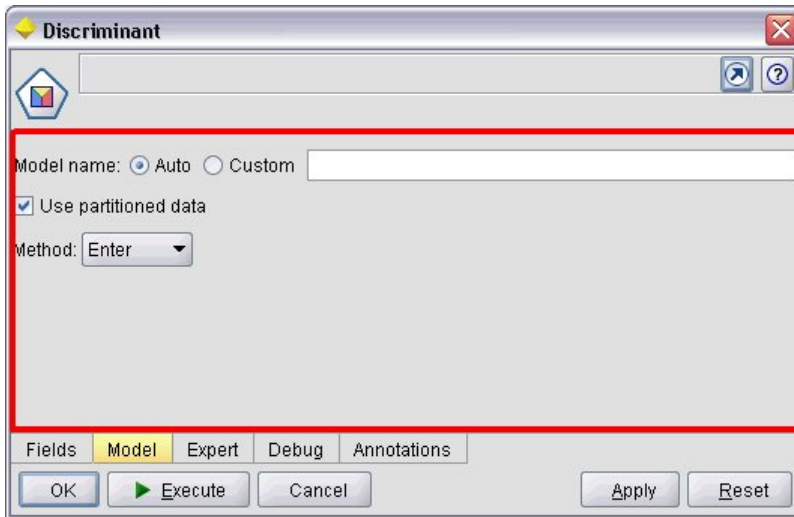 Discriminant
Model name: Auto Custom
Use partitioned data
Method: Enter
Fields Model Expert Debug Annotations
OK Execute Cancel Apply Reset